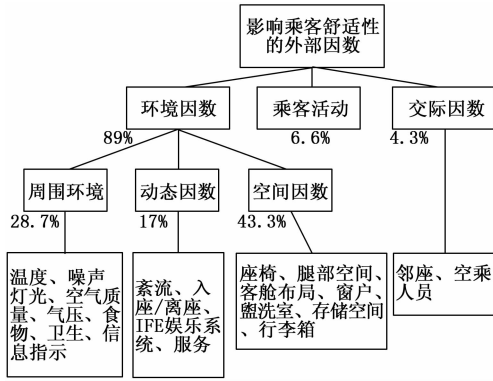 影响乘客舒适性
的外部因数
环境因数
乘客活动
交际因数
89%
6.6%
4.3%
周围环境
动态因数
空间因数
28.7%
17%
43.3%
温度、噪声
灯光、空气质
量、气压、食
物、卫生、信
息指示
紊流、入
座/离座、
IFE娱乐系
统、服务
座椅、腿部空间、
客舱布局、窗户、
盥洗室、存储空间
、行李箱
邻座、空乘
人员